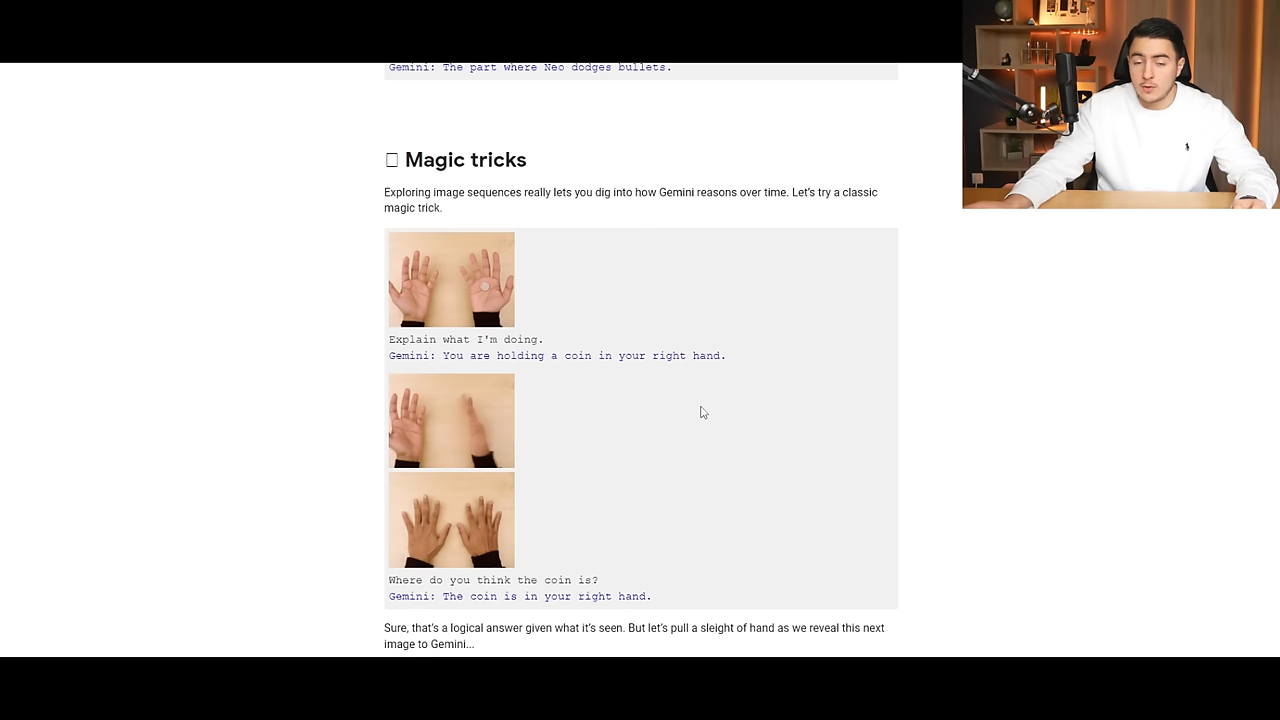 Gemini: The part where Neo dodges bullets.
Magic tricks
Exploring image sequences really lets you dig into how Gemini reasons over time. Let's try a classic
magic trick.
Explain what I'm doing.
Gemini: You are holding a coin in your right hand.
Where do you think the coin is?
Gemini: The coin is in your right hand.
Sure, that's a logical answer given what it's seen. But let's pull a sleight of hand as we reveal this next
image to Gemini...